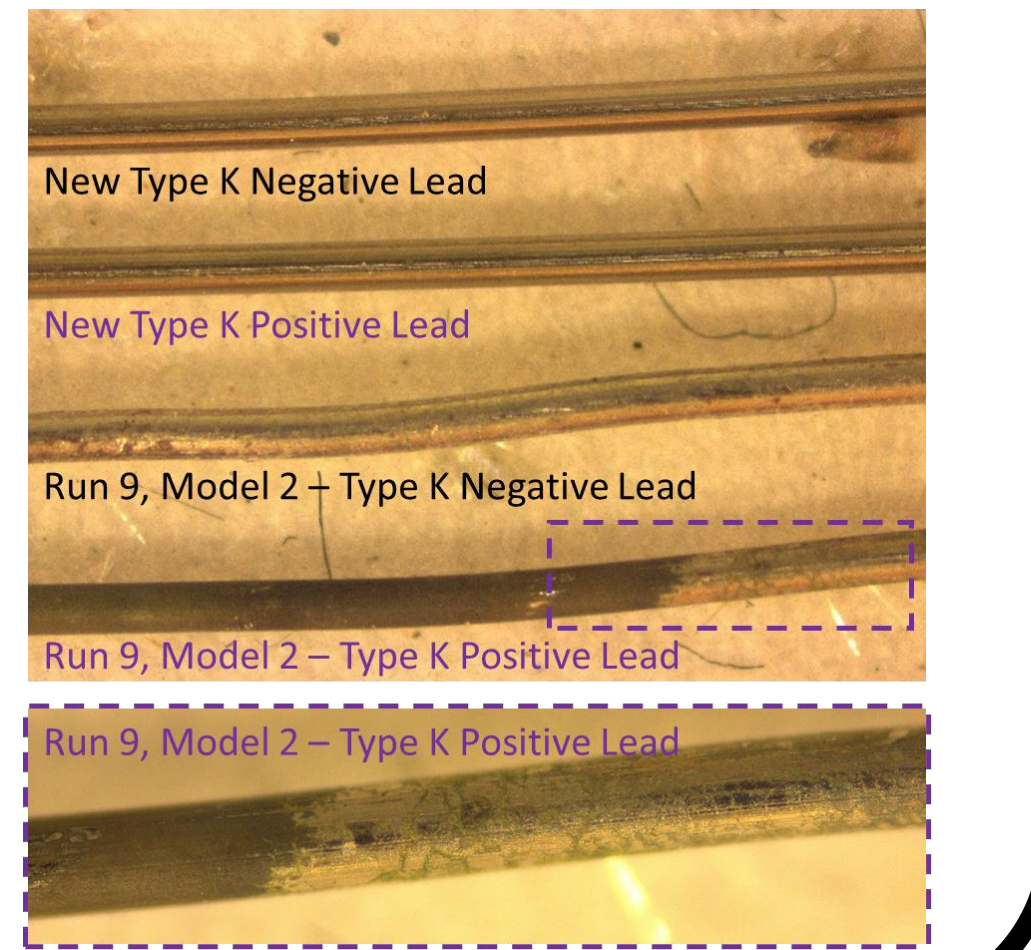 New Type K Negative Lead
New Type K Positive Lead
Run 9, Model 2 – Type K Negative Lead
Run 9, Model 2 – Type K Positive Lead
Run 9, Model 2 – Type K Positive Lead